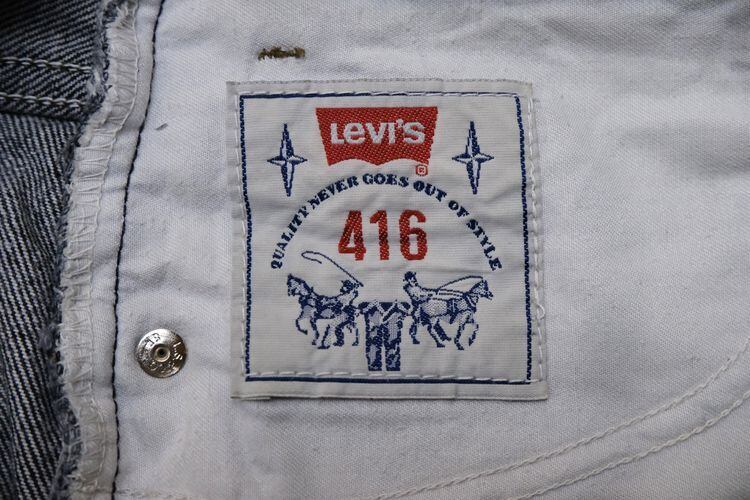 LEVI'S
®
QUALITY NEVER GOES OUT OF STYLE
416